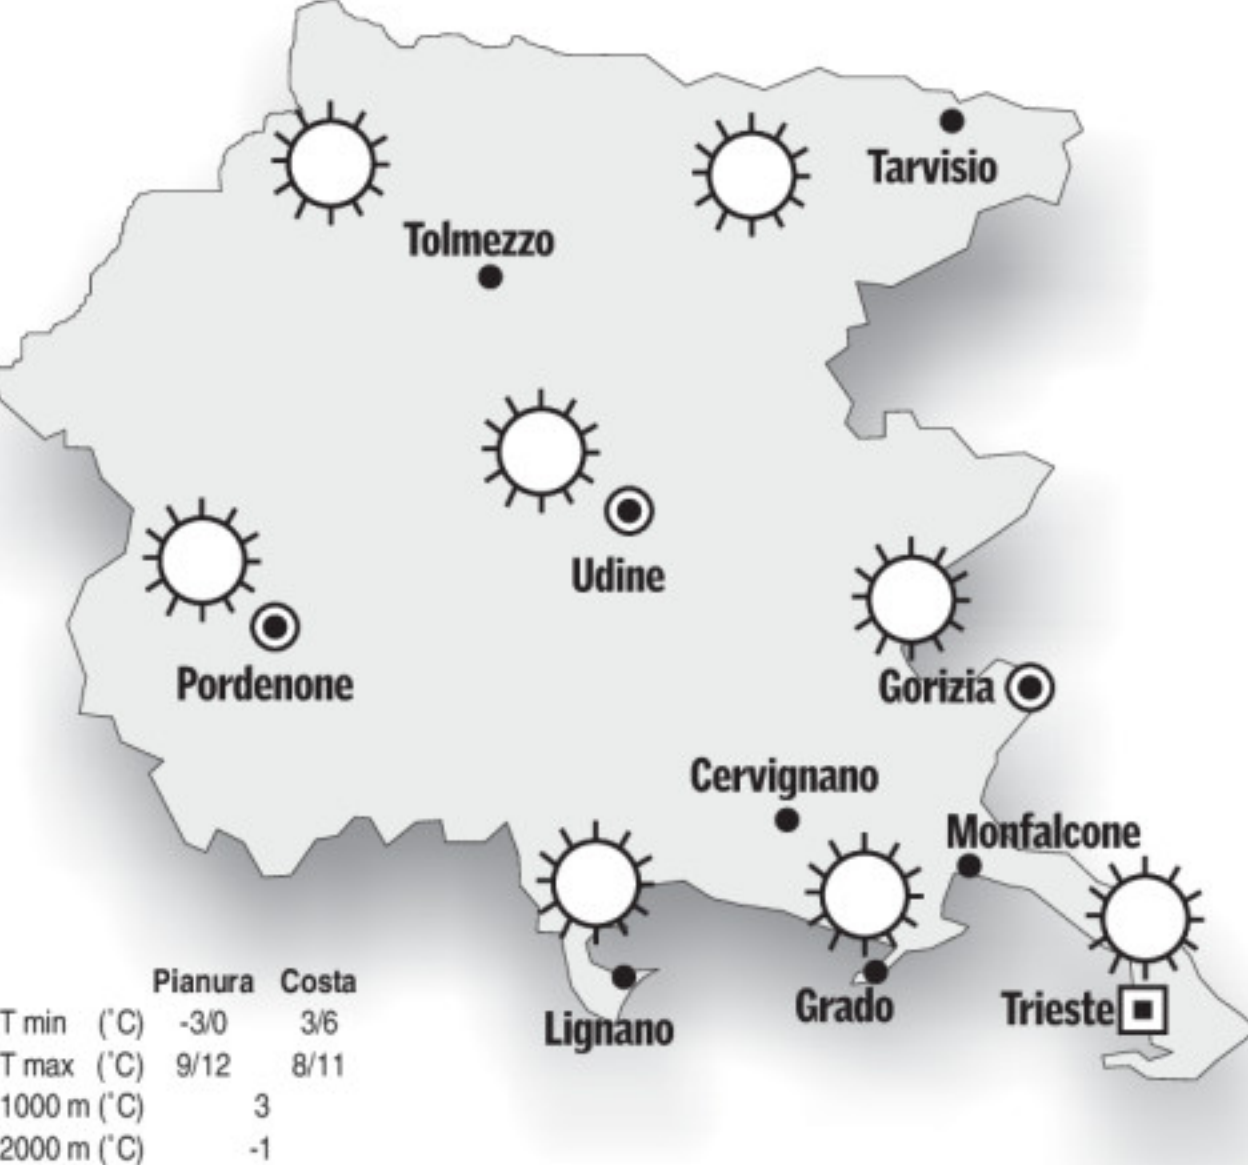 Tarvisio
Tolmezzo
Udine
Pordenone
Gorizia
Cervignano
Monfalcone
Grado
Trieste
Lignano
Pianura Costa
T min (°C) -3/0 3/6
T max (°C) 9/12 8/11
1000 m (°C) 3
2000 m (°C) -1